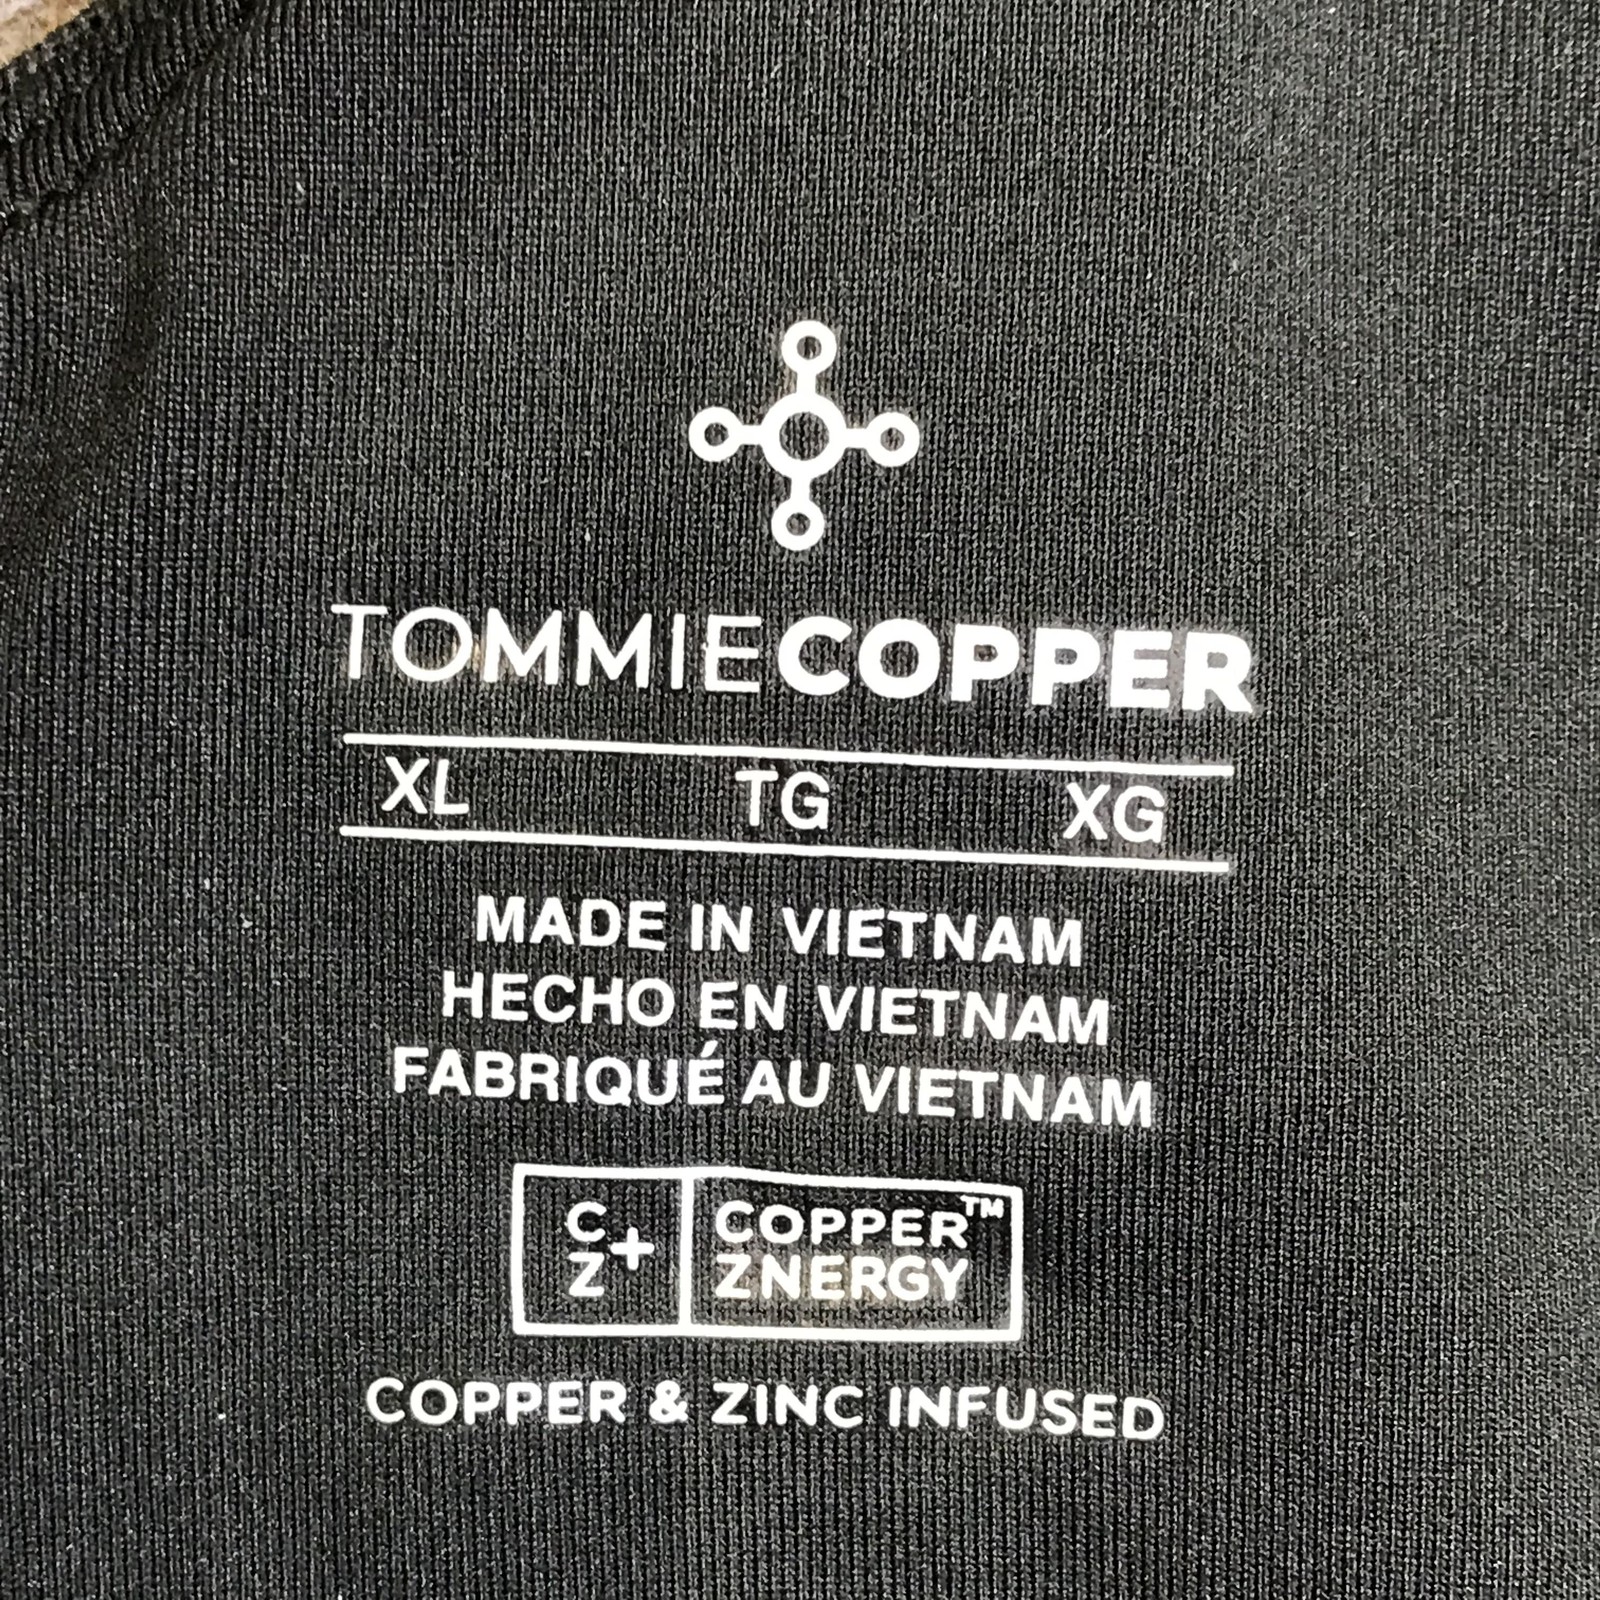 TOMMIECOPPER
XL TG XG
MADE IN VIETNAM
HECHO EN VIETNAM
FABRIQUÉ AU VIETNAM
C
Z+
COPPER™
ZNERGY
COPPER & ZINC INFUSED